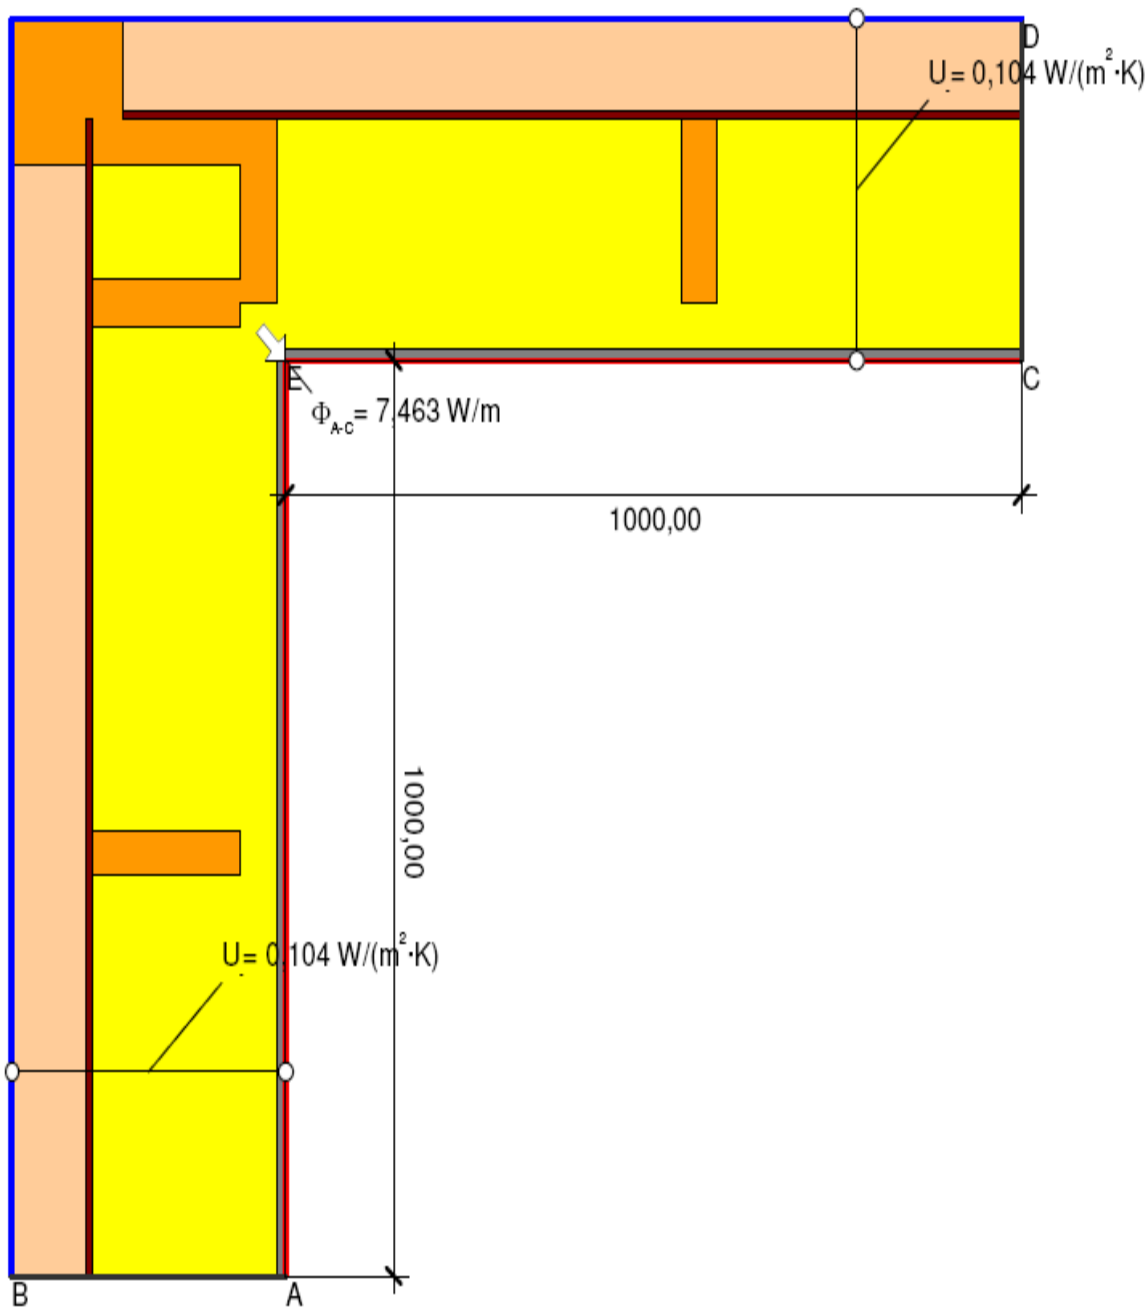 D
U = 0,104 W/(m²·K)
E
C
Φ_A-C = 7,463 W/m
1000,00
1000,00
U = 0,104 W/(m²·K)
B
A